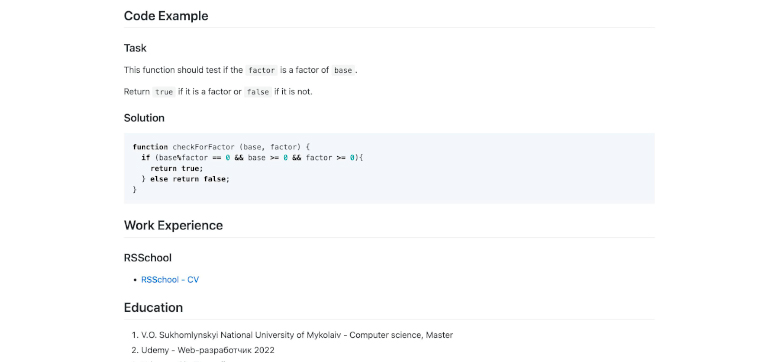 Code Example
Task
This function should test if the factor is a factor of base.
Return true if it is a factor or false if it is not.
Solution
function checkForFactor (base, factor) {
  if (base%factor == 0 && base >= 0 && factor >= 0){
    return true;
  } else return false;
}
Work Experience
RSSchool
• RSSchool - CV
Education
1. V.O. Sukhomlynskyi National University of Mykolaiv - Computer science, Master
2. Udemy - Web-разработчик 2022